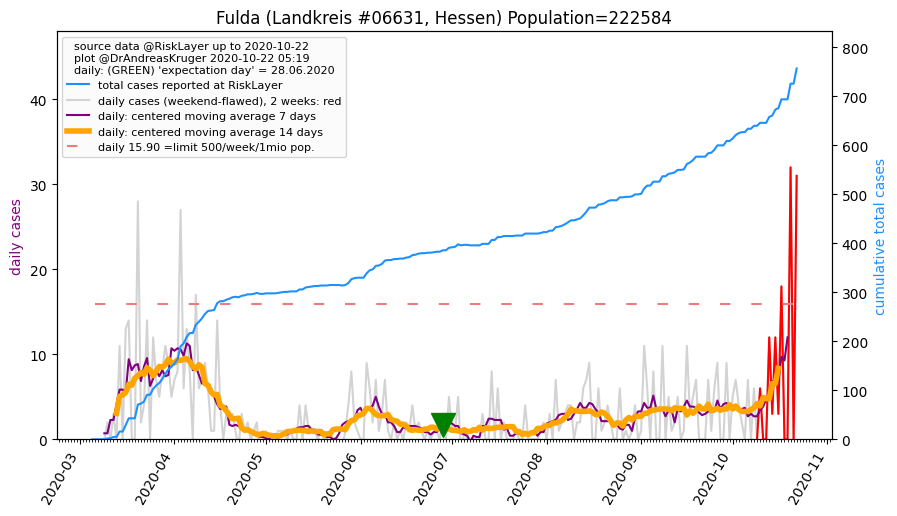 Fulda (Landkreis #06631, Hessen) Population=222584
source data @RiskLayer up to 2020-10-22
plot @DrAndreasKruger 2020-10-22 05:19
daily: (GREEN) 'expectation day' = 28.06.2020
total cases reported at RiskLayer
daily cases (weekend-flawed), 2 weeks: red
daily: centered moving average 7 days
daily: centered moving average 14 days
daily 15.90 =limit 500/week/1mio pop.
daily cases
40
30
20
10
0
cumulative total cases
800
700
600
500
400
300
200
100
0
2020-03
2020-04
2020-05
2020-06
2020-07
2020-08
2020-09
2020-10
2020-11